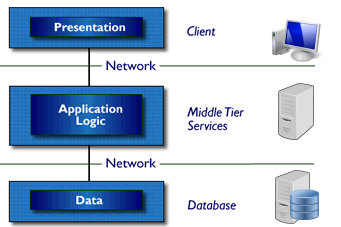 Presentation
Client
Network
Application
Logic
Middle Tier
Services
Network
Data
Database